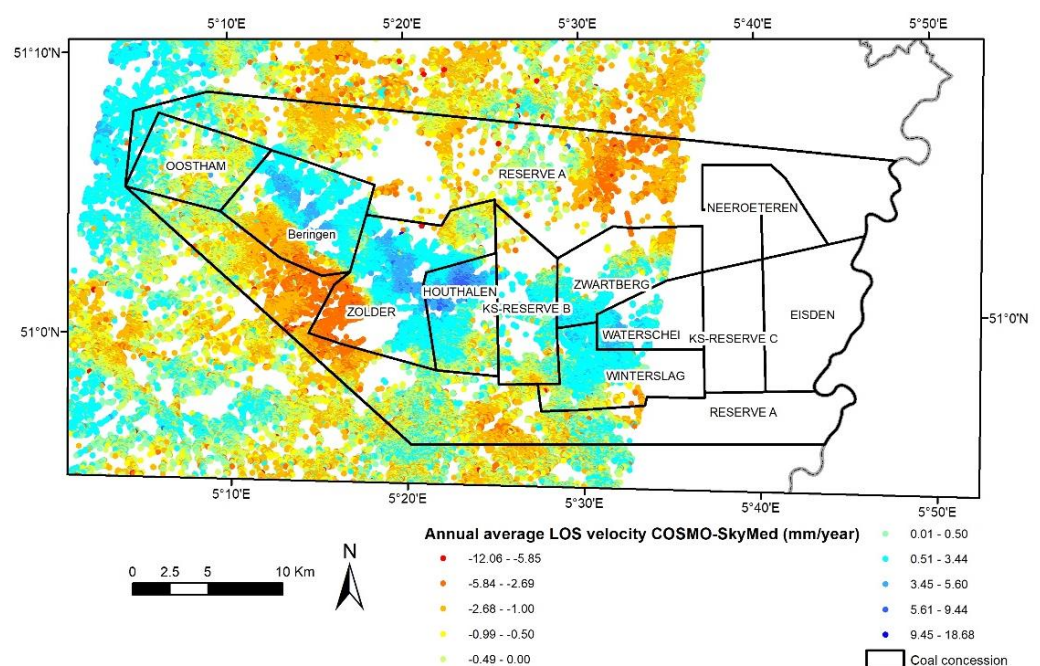 5°10'E 5°20'E 5°30'E 5°40'E 5°50'E
51°10'N
OOSTHAM
RESERVE A
NEEROETEREN
Beringen
ZWARTBERG
HOUTHALEN
KS-RESERVE B
ZOLDER
EISDEN
51°0'N
51°0'N
WATERSCHEI
KS-RESERVE C
WINTERSLAG
RESERVE A
5°10'E 5°20'E 5°30'E 5°40'E 5°50'E
Annual average LOS velocity COSMO-SkyMed (mm/year)
-12.06 - -5.85
-5.84 - -2.69
-2.68 - -1.00
-0.99 - -0.50
-0.49 - 0.00
0.01 - 0.50
0.51 - 3.44
3.45 - 5.60
5.61 - 9.44
9.45 - 18.68
Coal concession
N
0 2.5 5 10 Km